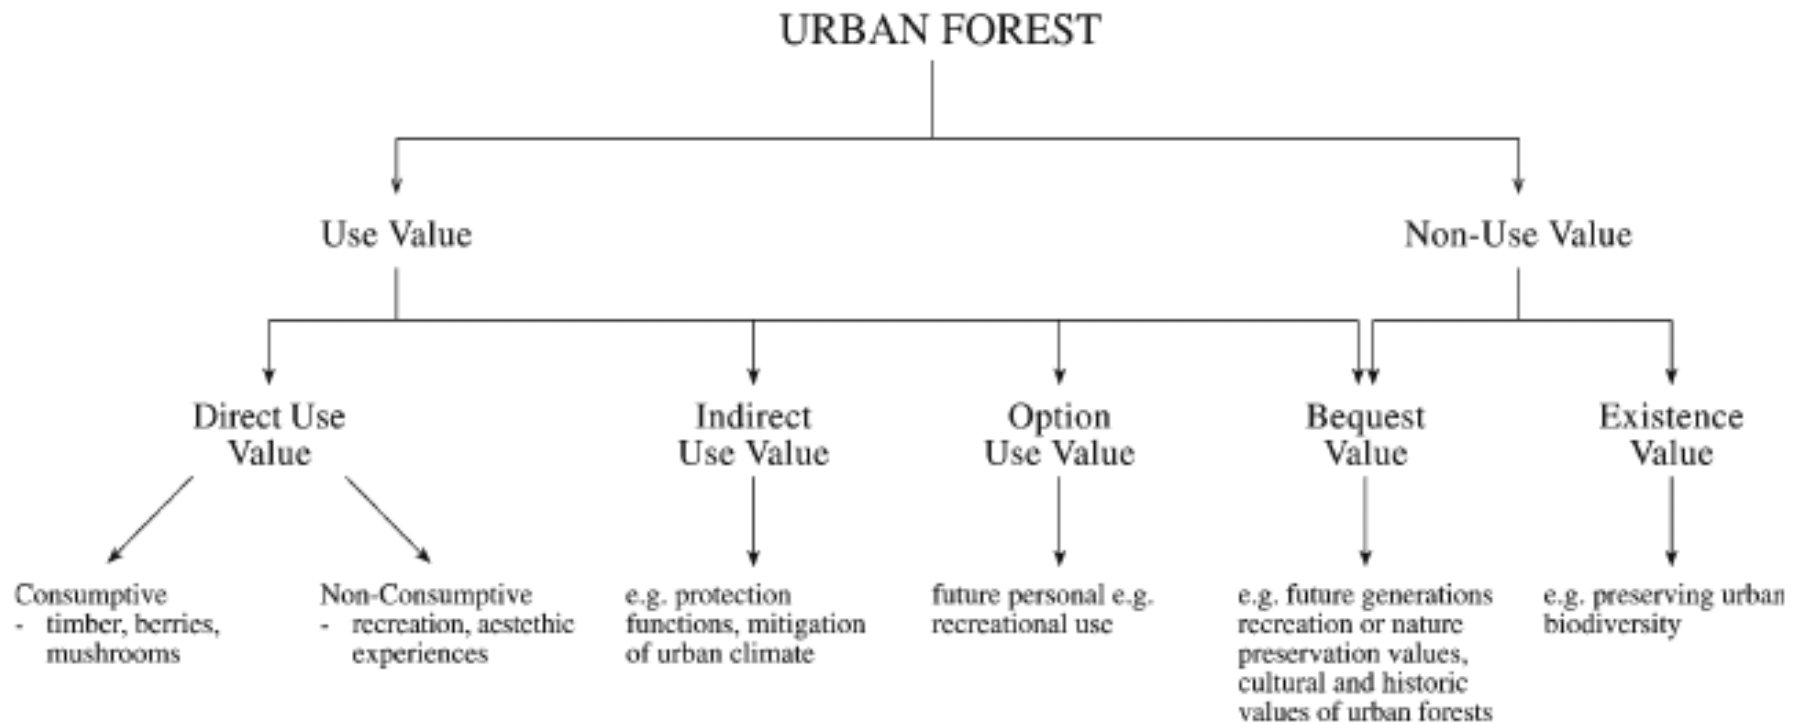 URBAN FOREST
Use Value
Non-Use Value
Direct Use
Value
Indirect
Use Value
Option
Use Value
Bequest
Value
Existence
Value
Consumptive
- timber, berries,
mushrooms
Non-Consumptive
- recreation, aestethic
experiences
e.g. protection
functions, mitigation
of urban climate
future personal e.g.
recreational use
e.g. future generations
recreation or nature
preservation values,
cultural and historic
values of urban forests
e.g. preserving urban
biodiversity